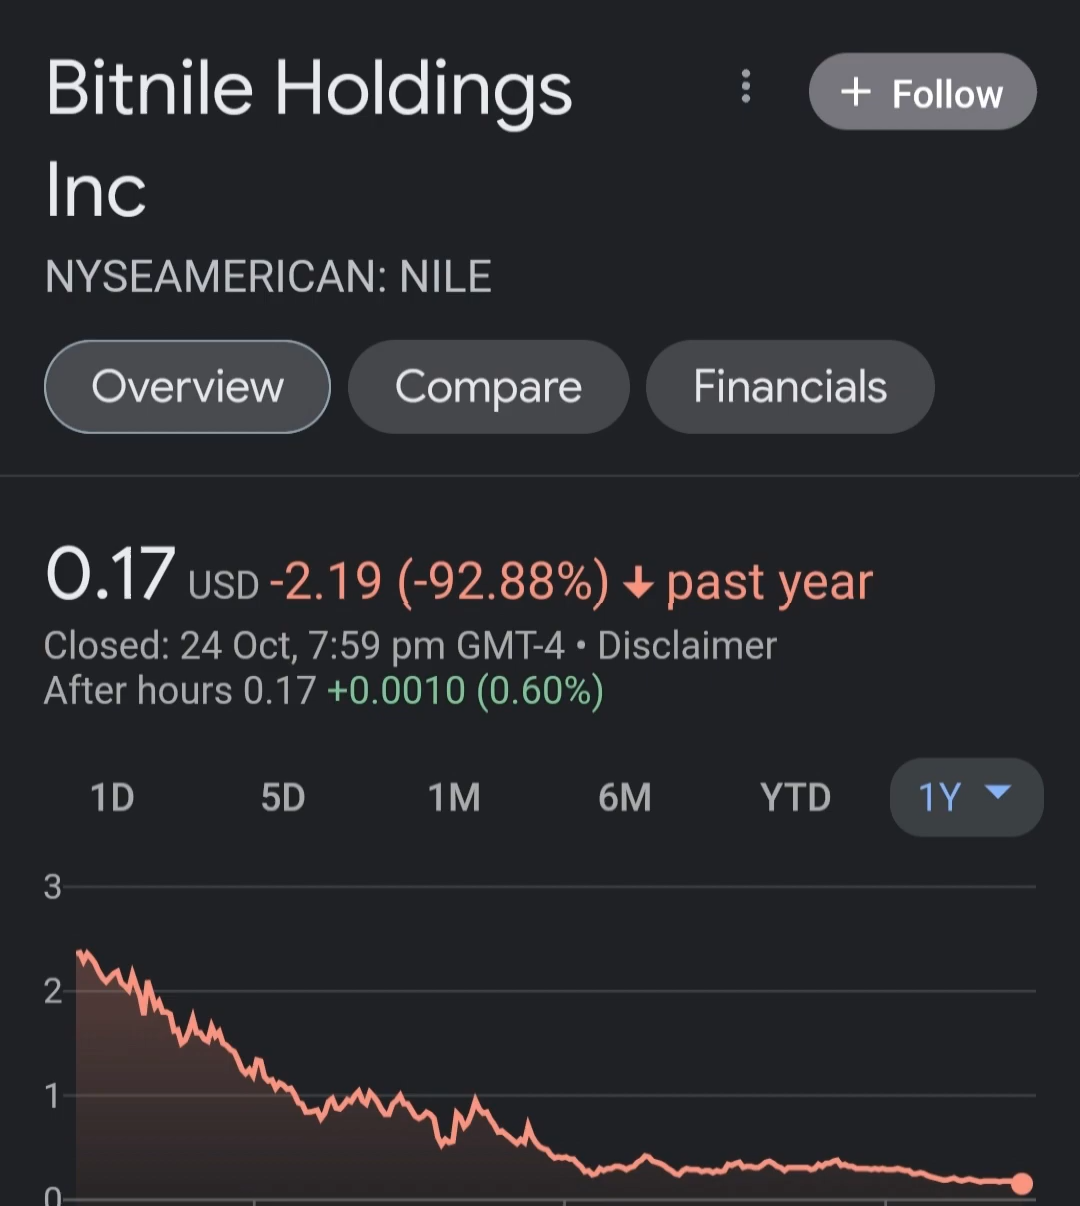 Bitnile Holdings
Inc
+ Follow
NYSEAMERICAN: NILE
Overview Compare Financials
0.17 USD -2.19 (-92.88%) ↓ past year
Closed: 24 Oct, 7:59 pm GMT-4 • Disclaimer
After hours 0.17 +0.0010 (0.60%)
1D 5D 1M 6M YTD 1Y
3
2
1
0